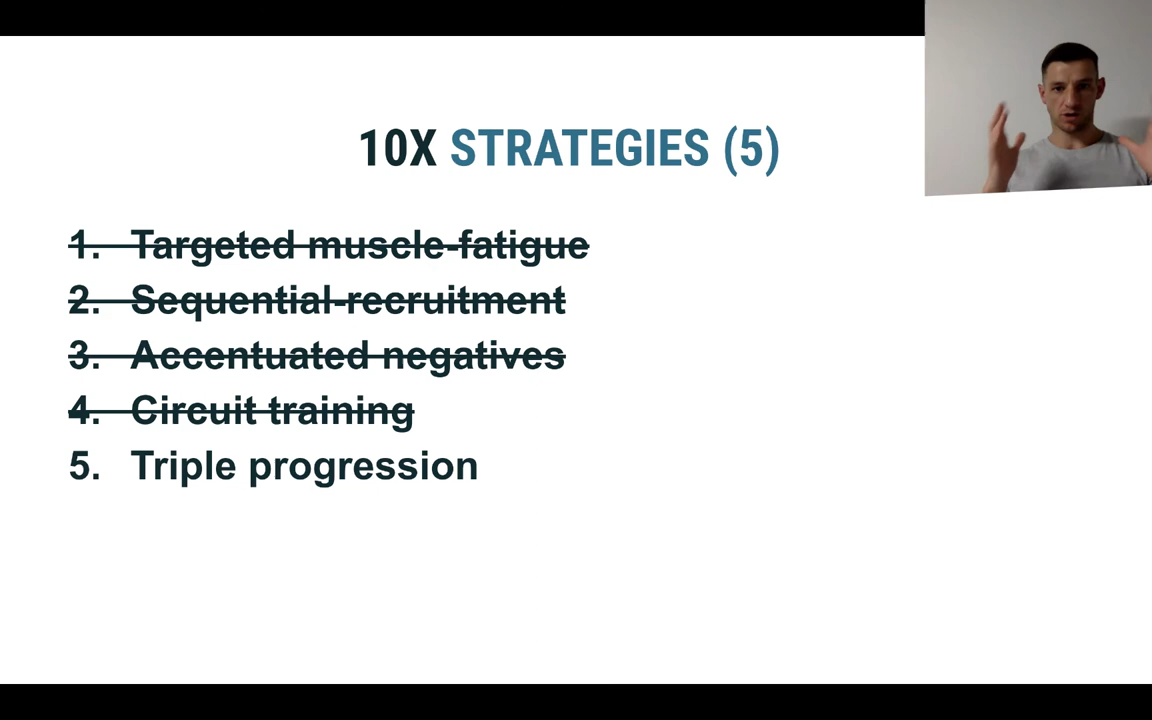 10X STRATEGIES (5)
1. Targeted muscle-fatigue
2. Sequential-recruitment
3. Accentuated negatives
4. Circuit training
5. Triple progression